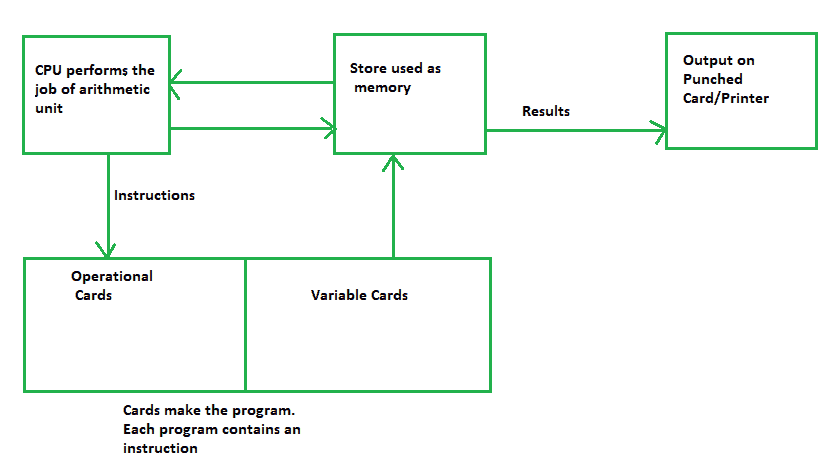 CPU performs the
job of arithmetic
unit
Store used as
memory
Output on
Punched
Card/Printer
Results
Instructions
Operational
Cards
Variable Cards
Cards make the program.
Each program contains an
instruction